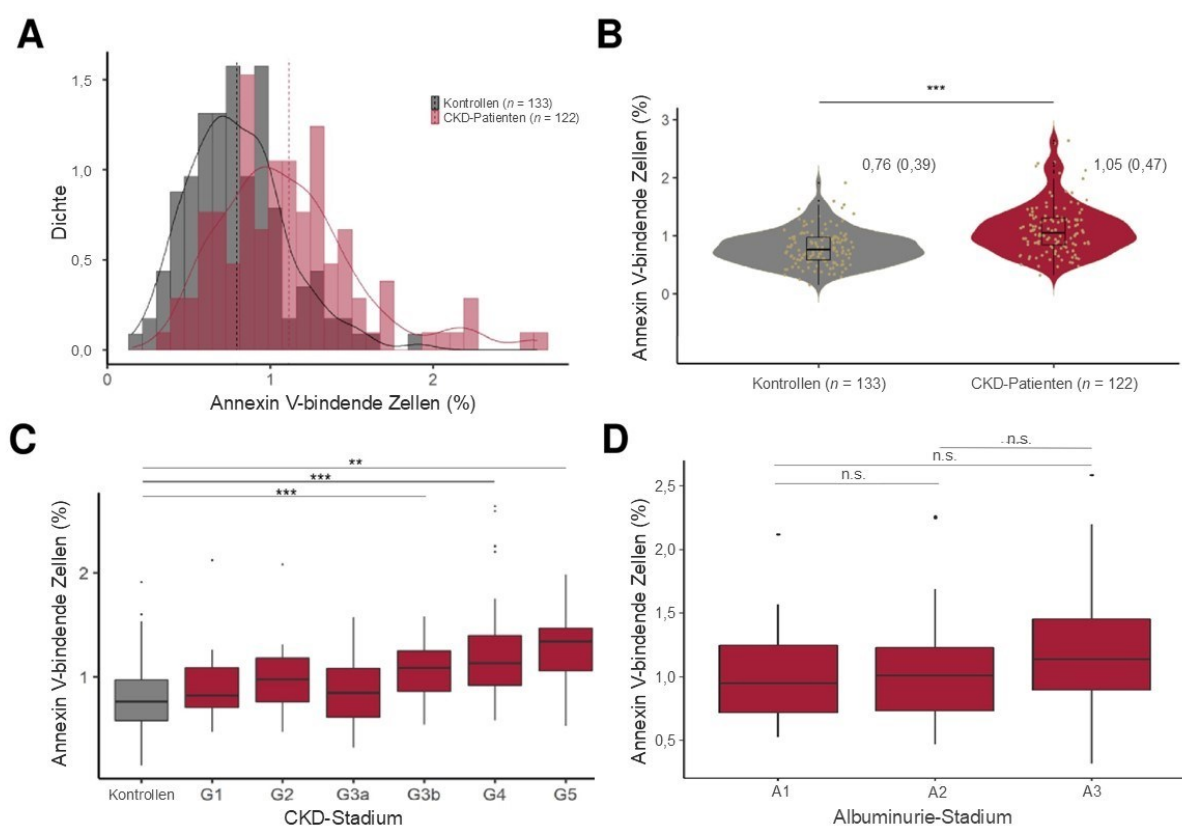 A
Dichte
1,5
1,0
0,5
0,0
0
1
2
Annexin V-bindende Zellen (%)
Kontrollen (n = 133)
CKD-Patienten (n = 122)
B
Annexin V-bindende Zellen (%)
3
2
1
0
***
0,76 (0,39)
1,05 (0,47)
Kontrollen (n = 133)
CKD-Patienten (n = 122)
C
Annexin V-bindende Zellen (%)
2
1
**
***
***
Kontrollen
G1
G2
G3a
G3b
G4
G5
CKD-Stadium
D
Annexin V-bindende Zellen (%)
2,5
2,0
1,5
1,0
0,5
n.s.
n.s.
n.s.
A1
A2
A3
Albuminurie-Stadium